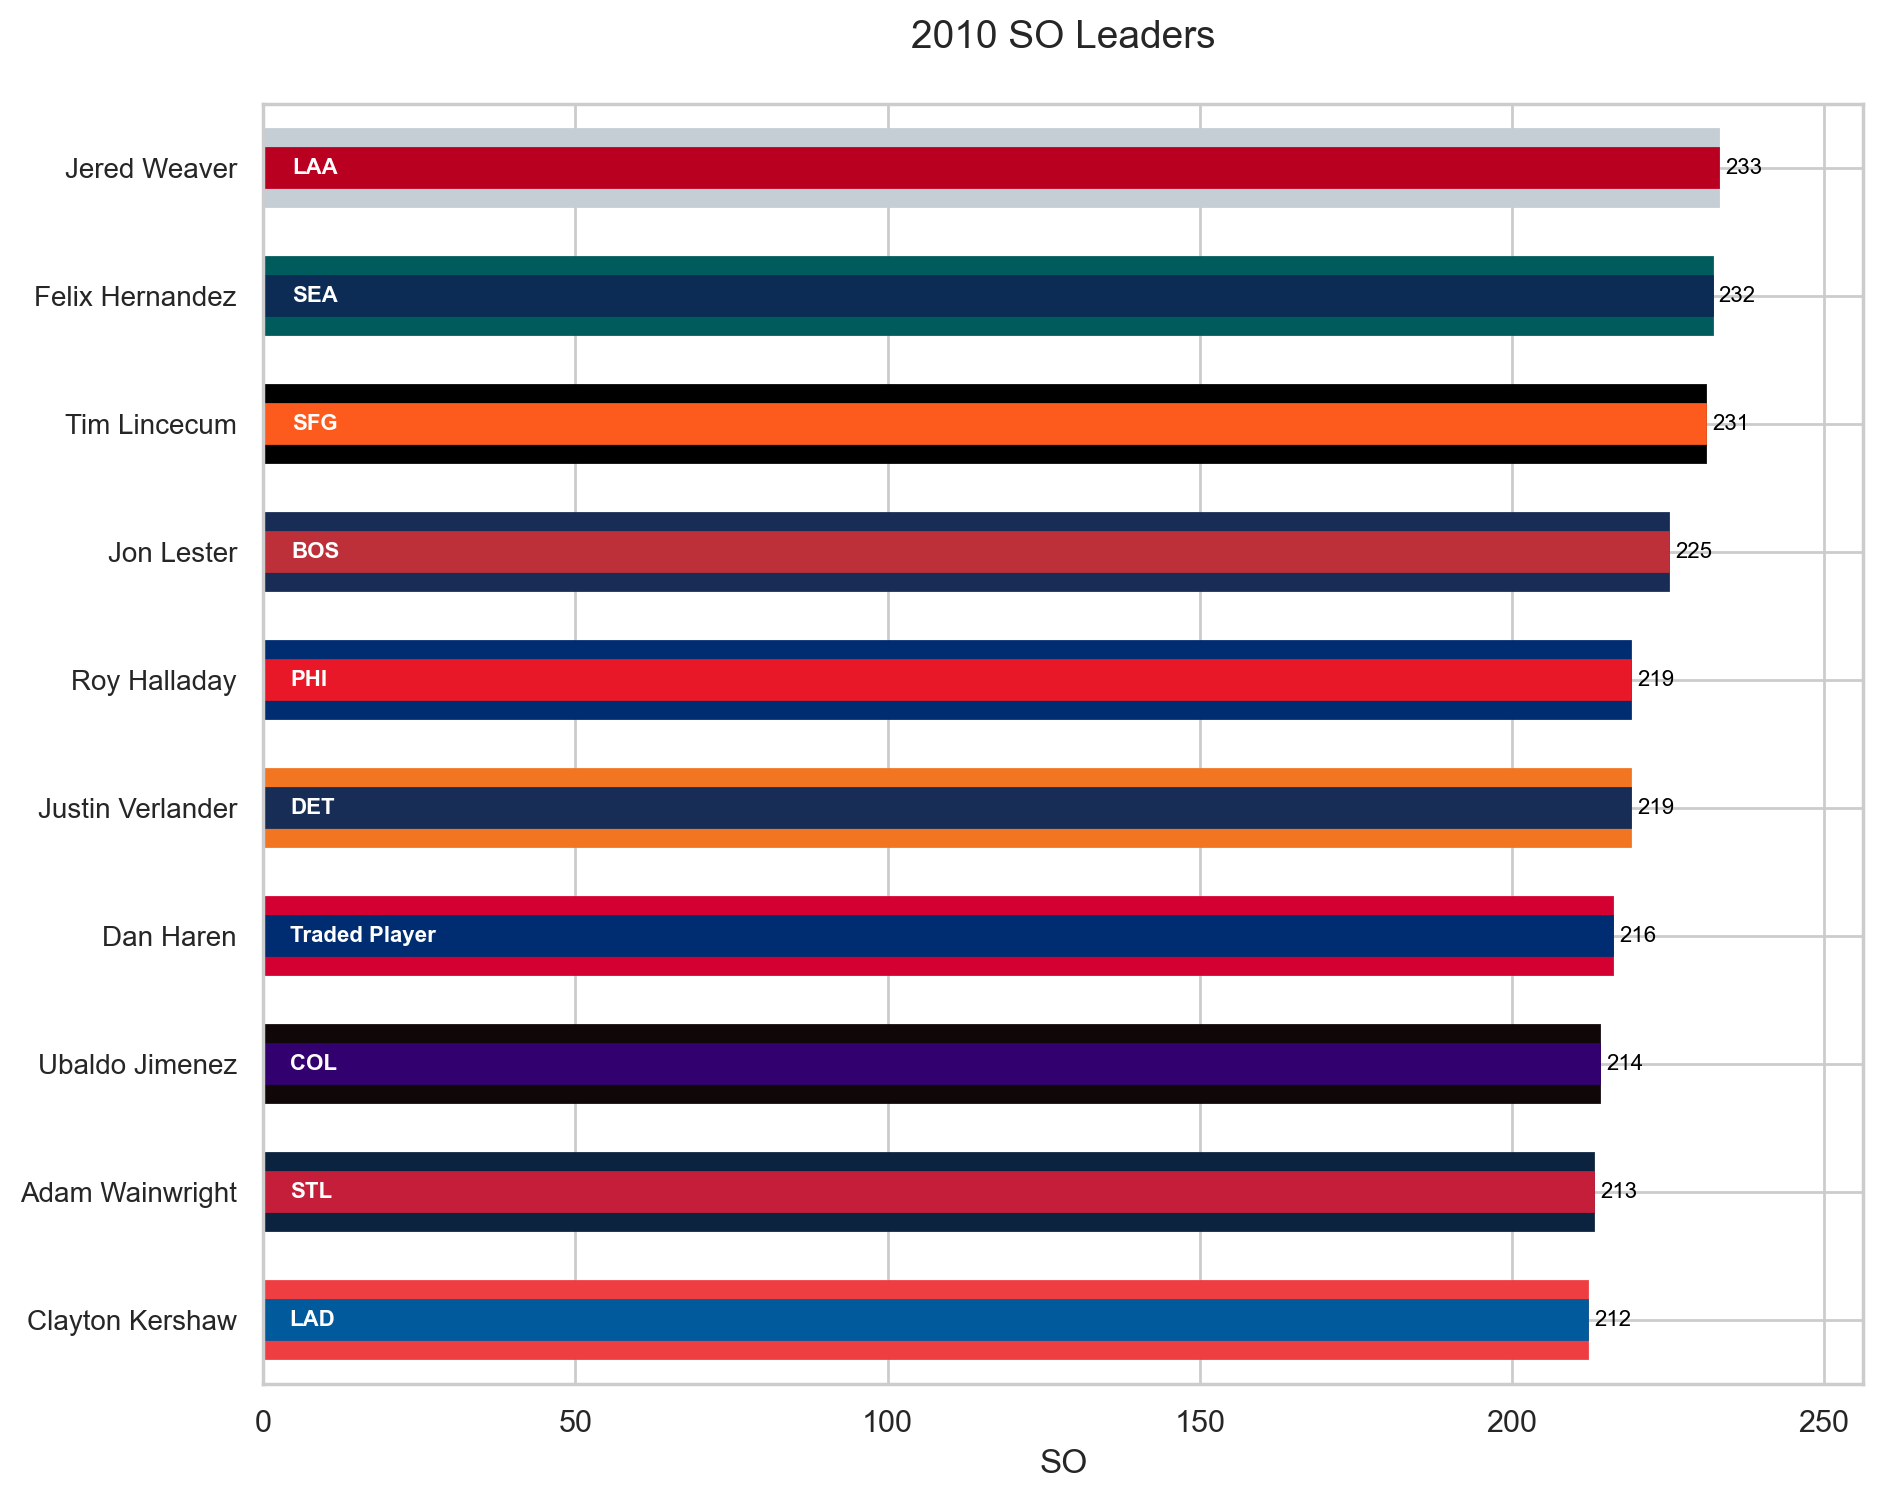 2010 SO Leaders
Jered Weaver LAA 233
Felix Hernandez SEA 232
Tim Lincecum SFG 231
Jon Lester BOS 225
Roy Halladay PHI 219
Justin Verlander DET 219
Dan Haren Traded Player 216
Ubaldo Jimenez COL 214
Adam Wainwright STL 213
Clayton Kershaw LAD 212
0 50 100 150 200 250
SO